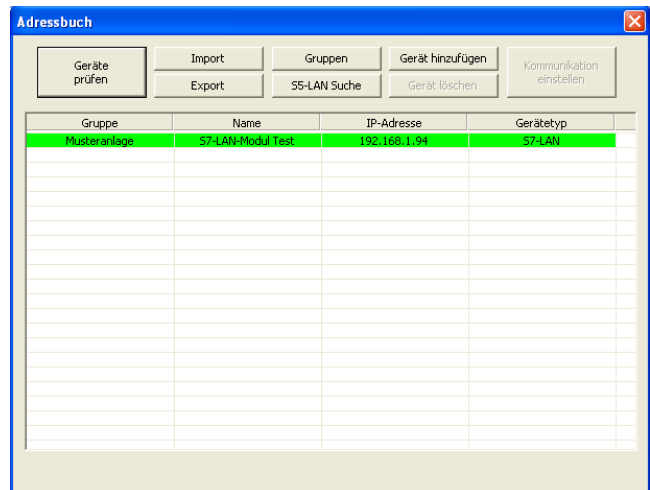 Adressbuch
Geräte
prüfen
Import
Gruppen
Gerät hinzufügen
Kommunikation
einstellen
Export
S5-LAN Suche
Gerät löschen
Gruppe Name IP-Adresse Gerätetyp
Musteranlage S7-LAN-Modul Test 192.168.1.94 S7-LAN